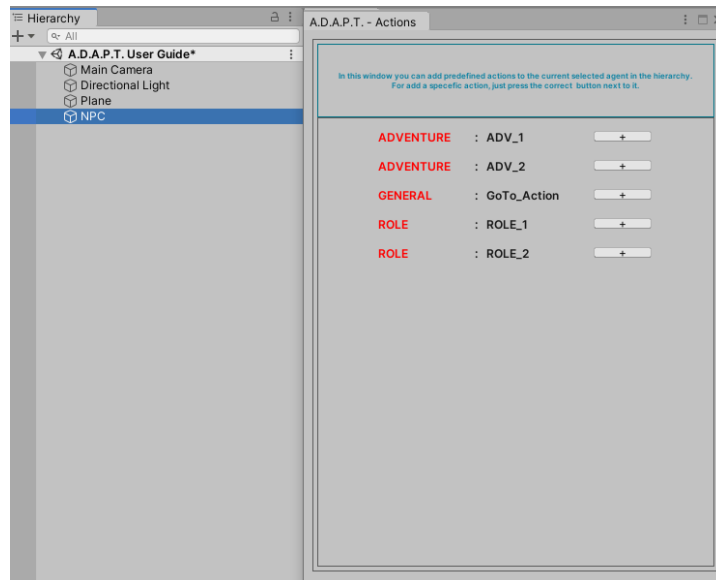 Hierarchy
All
A.D.A.P.T. User Guide*
Main Camera
Directional Light
Plane
NPC
A.D.A.P.T. - Actions
In this window you can add predefined actions to the current selected agent in the hierarchy.
For add a specefic action, just press the correct button next to it.
ADVENTURE : ADV_1 +
ADVENTURE : ADV_2 +
GENERAL : GoTo_Action +
ROLE : ROLE_1 +
ROLE : ROLE_2 +